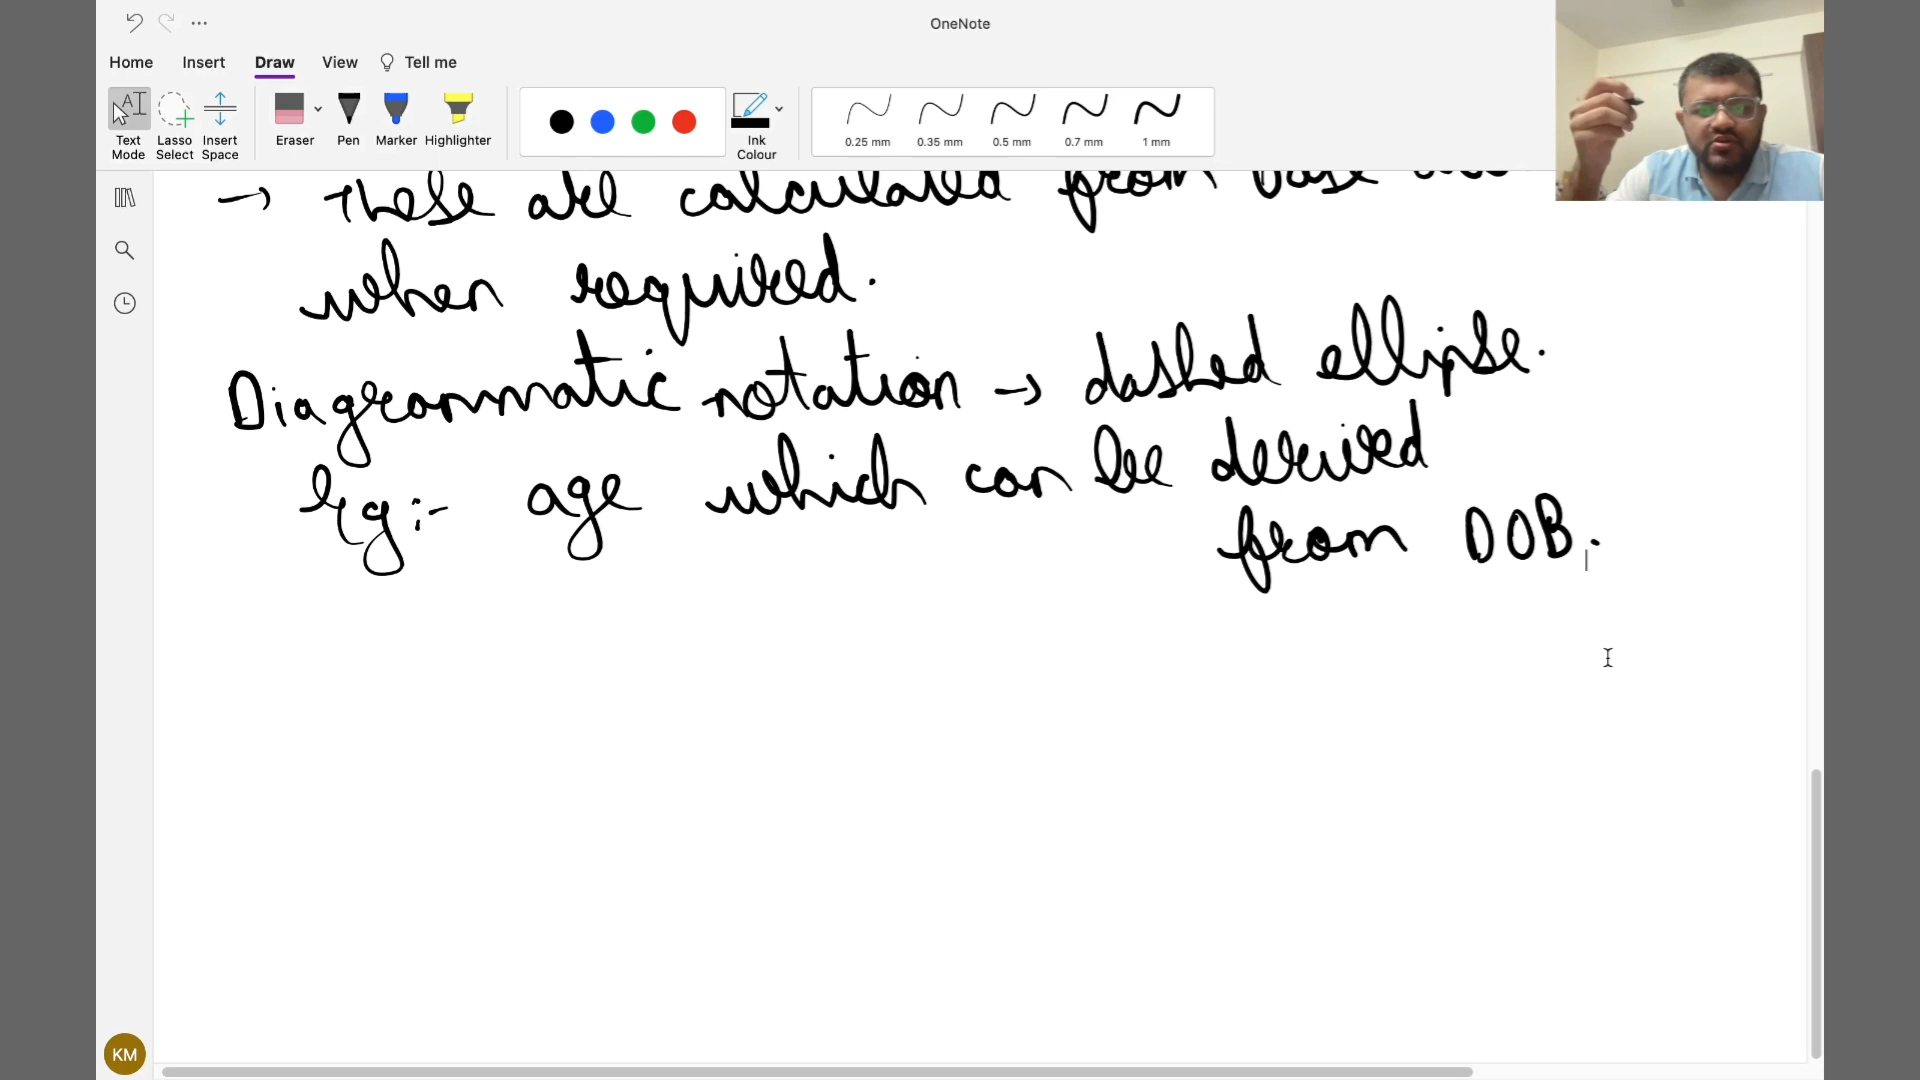 OneNote
Home Insert Draw View Tell me
Text Mode
Lasso Select
Insert Space
Eraser
Pen
Marker
Highlighter
Ink Colour
0.25 mm
0.35 mm
0.5 mm
0.7 mm
1 mm
→ these are calculated from base
when required.
Diagrammatic notation → dashed ellipse.
Eg:- age which can be derived
from DOB.
KM